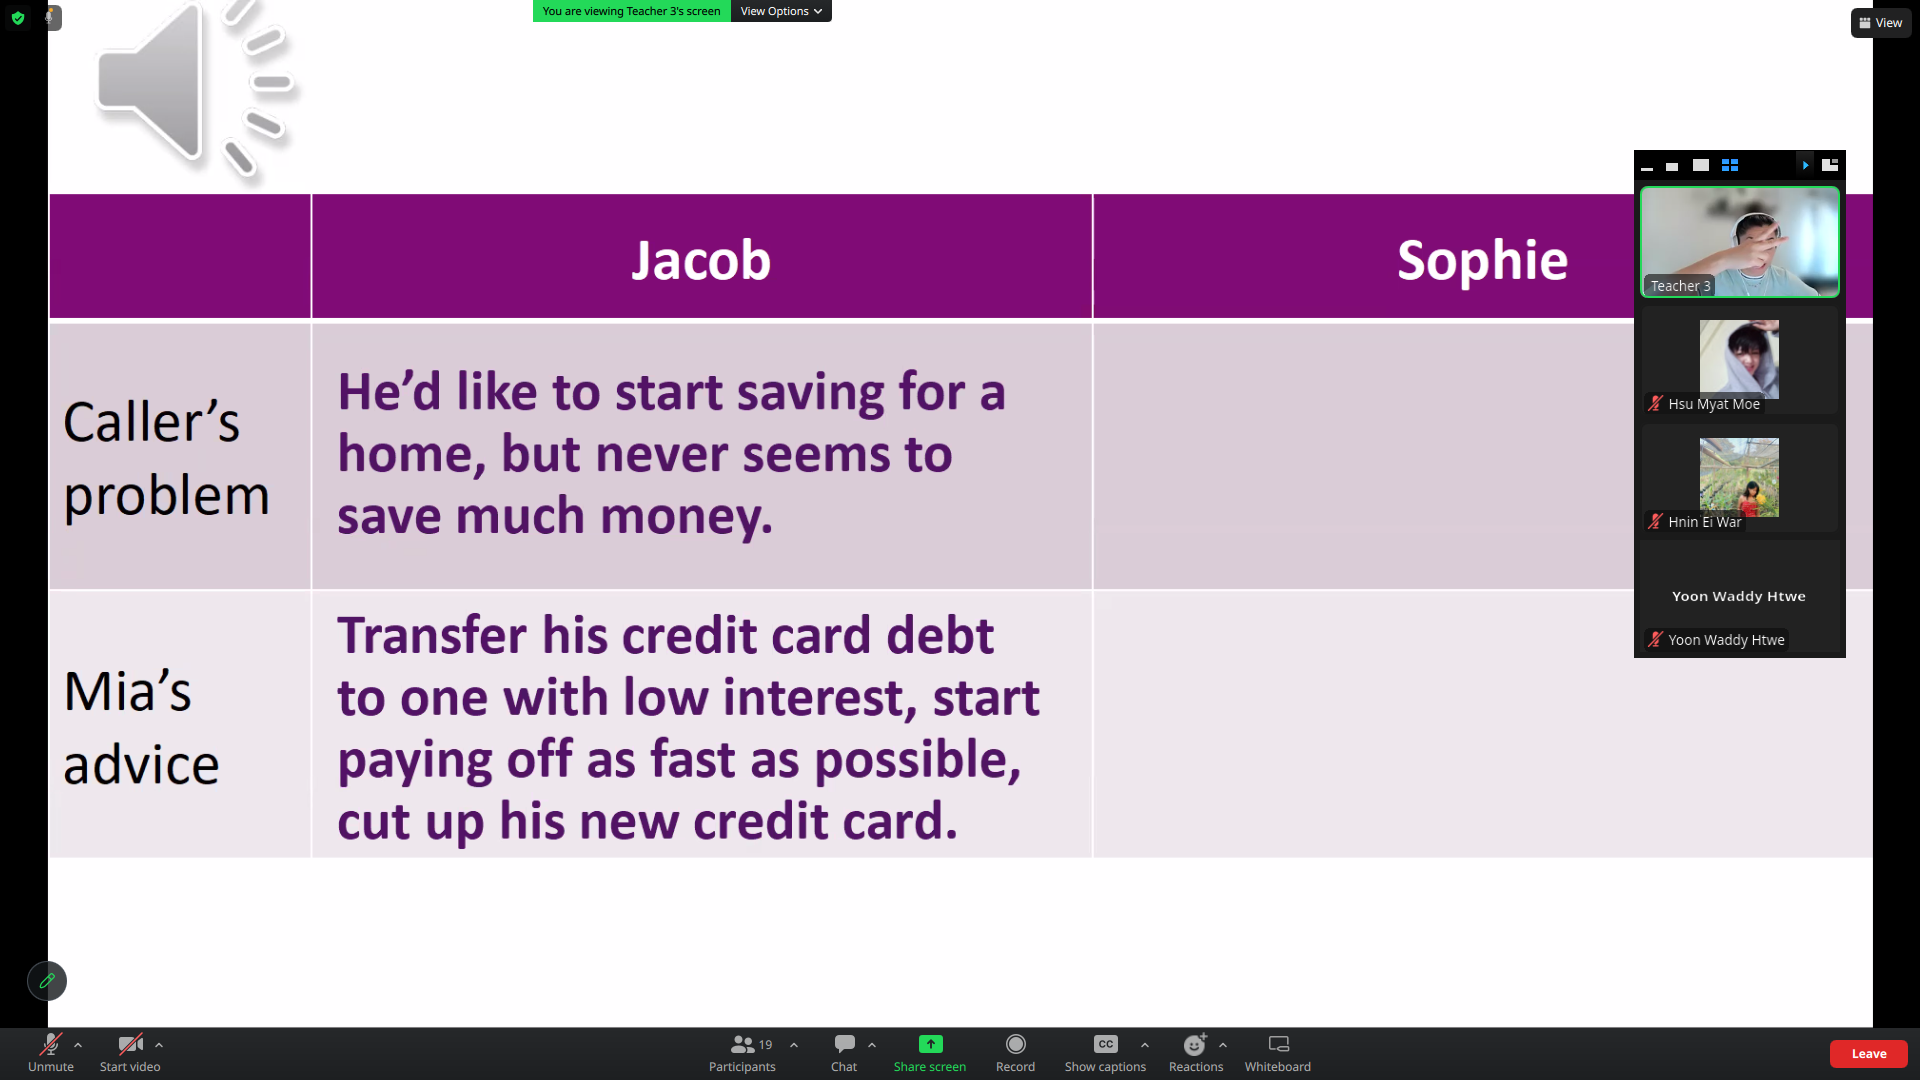 You are viewing Teacher 3's screen
View Options
View
Jacob
Sophie
Caller’s
problem
He’d like to start saving for a
home, but never seems to
save much money.
Mia’s
advice
Transfer his credit card debt
to one with low interest, start
paying off as fast as possible,
cut up his new credit card.
Teacher 3
Hsu Myat Moe
Hnin Ei War
Yoon Waddy Htwe
Yoon Waddy Htwe
Unmute
Start video
19
Participants
Chat
Share screen
Record
CC
Show captions
Reactions
Whiteboard
Leave